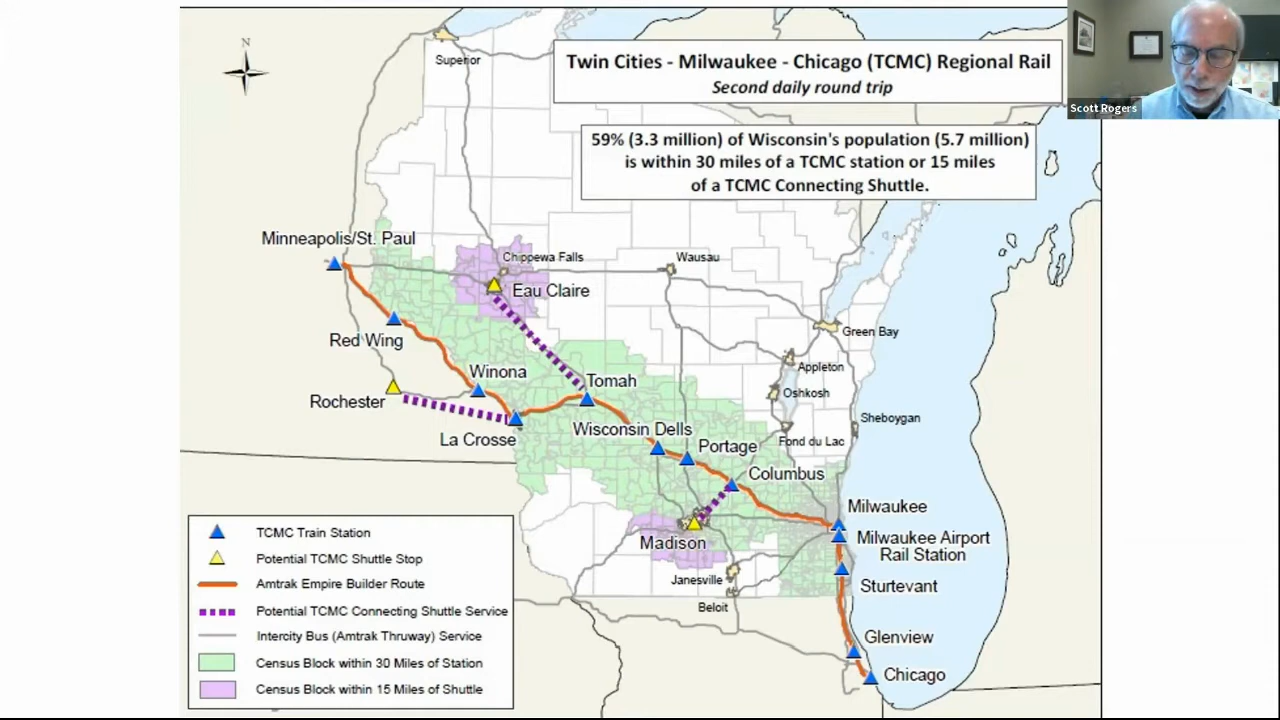 N
Superior
Twin Cities - Milwaukee - Chicago (TCMC) Regional Rail
Second daily round trip
Scott Rogers
59% (3.3 million) of Wisconsin's population (5.7 million)
is within 30 miles of a TCMC station or 15 miles
of a TCMC Connecting Shuttle.
Minneapolis/St. Paul
Chippewa Falls
Wausau
Eau Claire
Green Bay
Red Wing
Appleton
Winona
Tomah
Oshkosh
Rochester
Sheboygan
La Crosse
Wisconsin Dells
Fond du Lac
Portage
Columbus
Milwaukee
Madison
Milwaukee Airport
Rail Station
Janesville
Sturtevant
Beloit
Glenview
Chicago
TCMC Train Station
Potential TCMC Shuttle Stop
Amtrak Empire Builder Route
Potential TCMC Connecting Shuttle Service
Intercity Bus (Amtrak Thruway) Service
Census Block within 30 Miles of Station
Census Block within 15 Miles of Shuttle